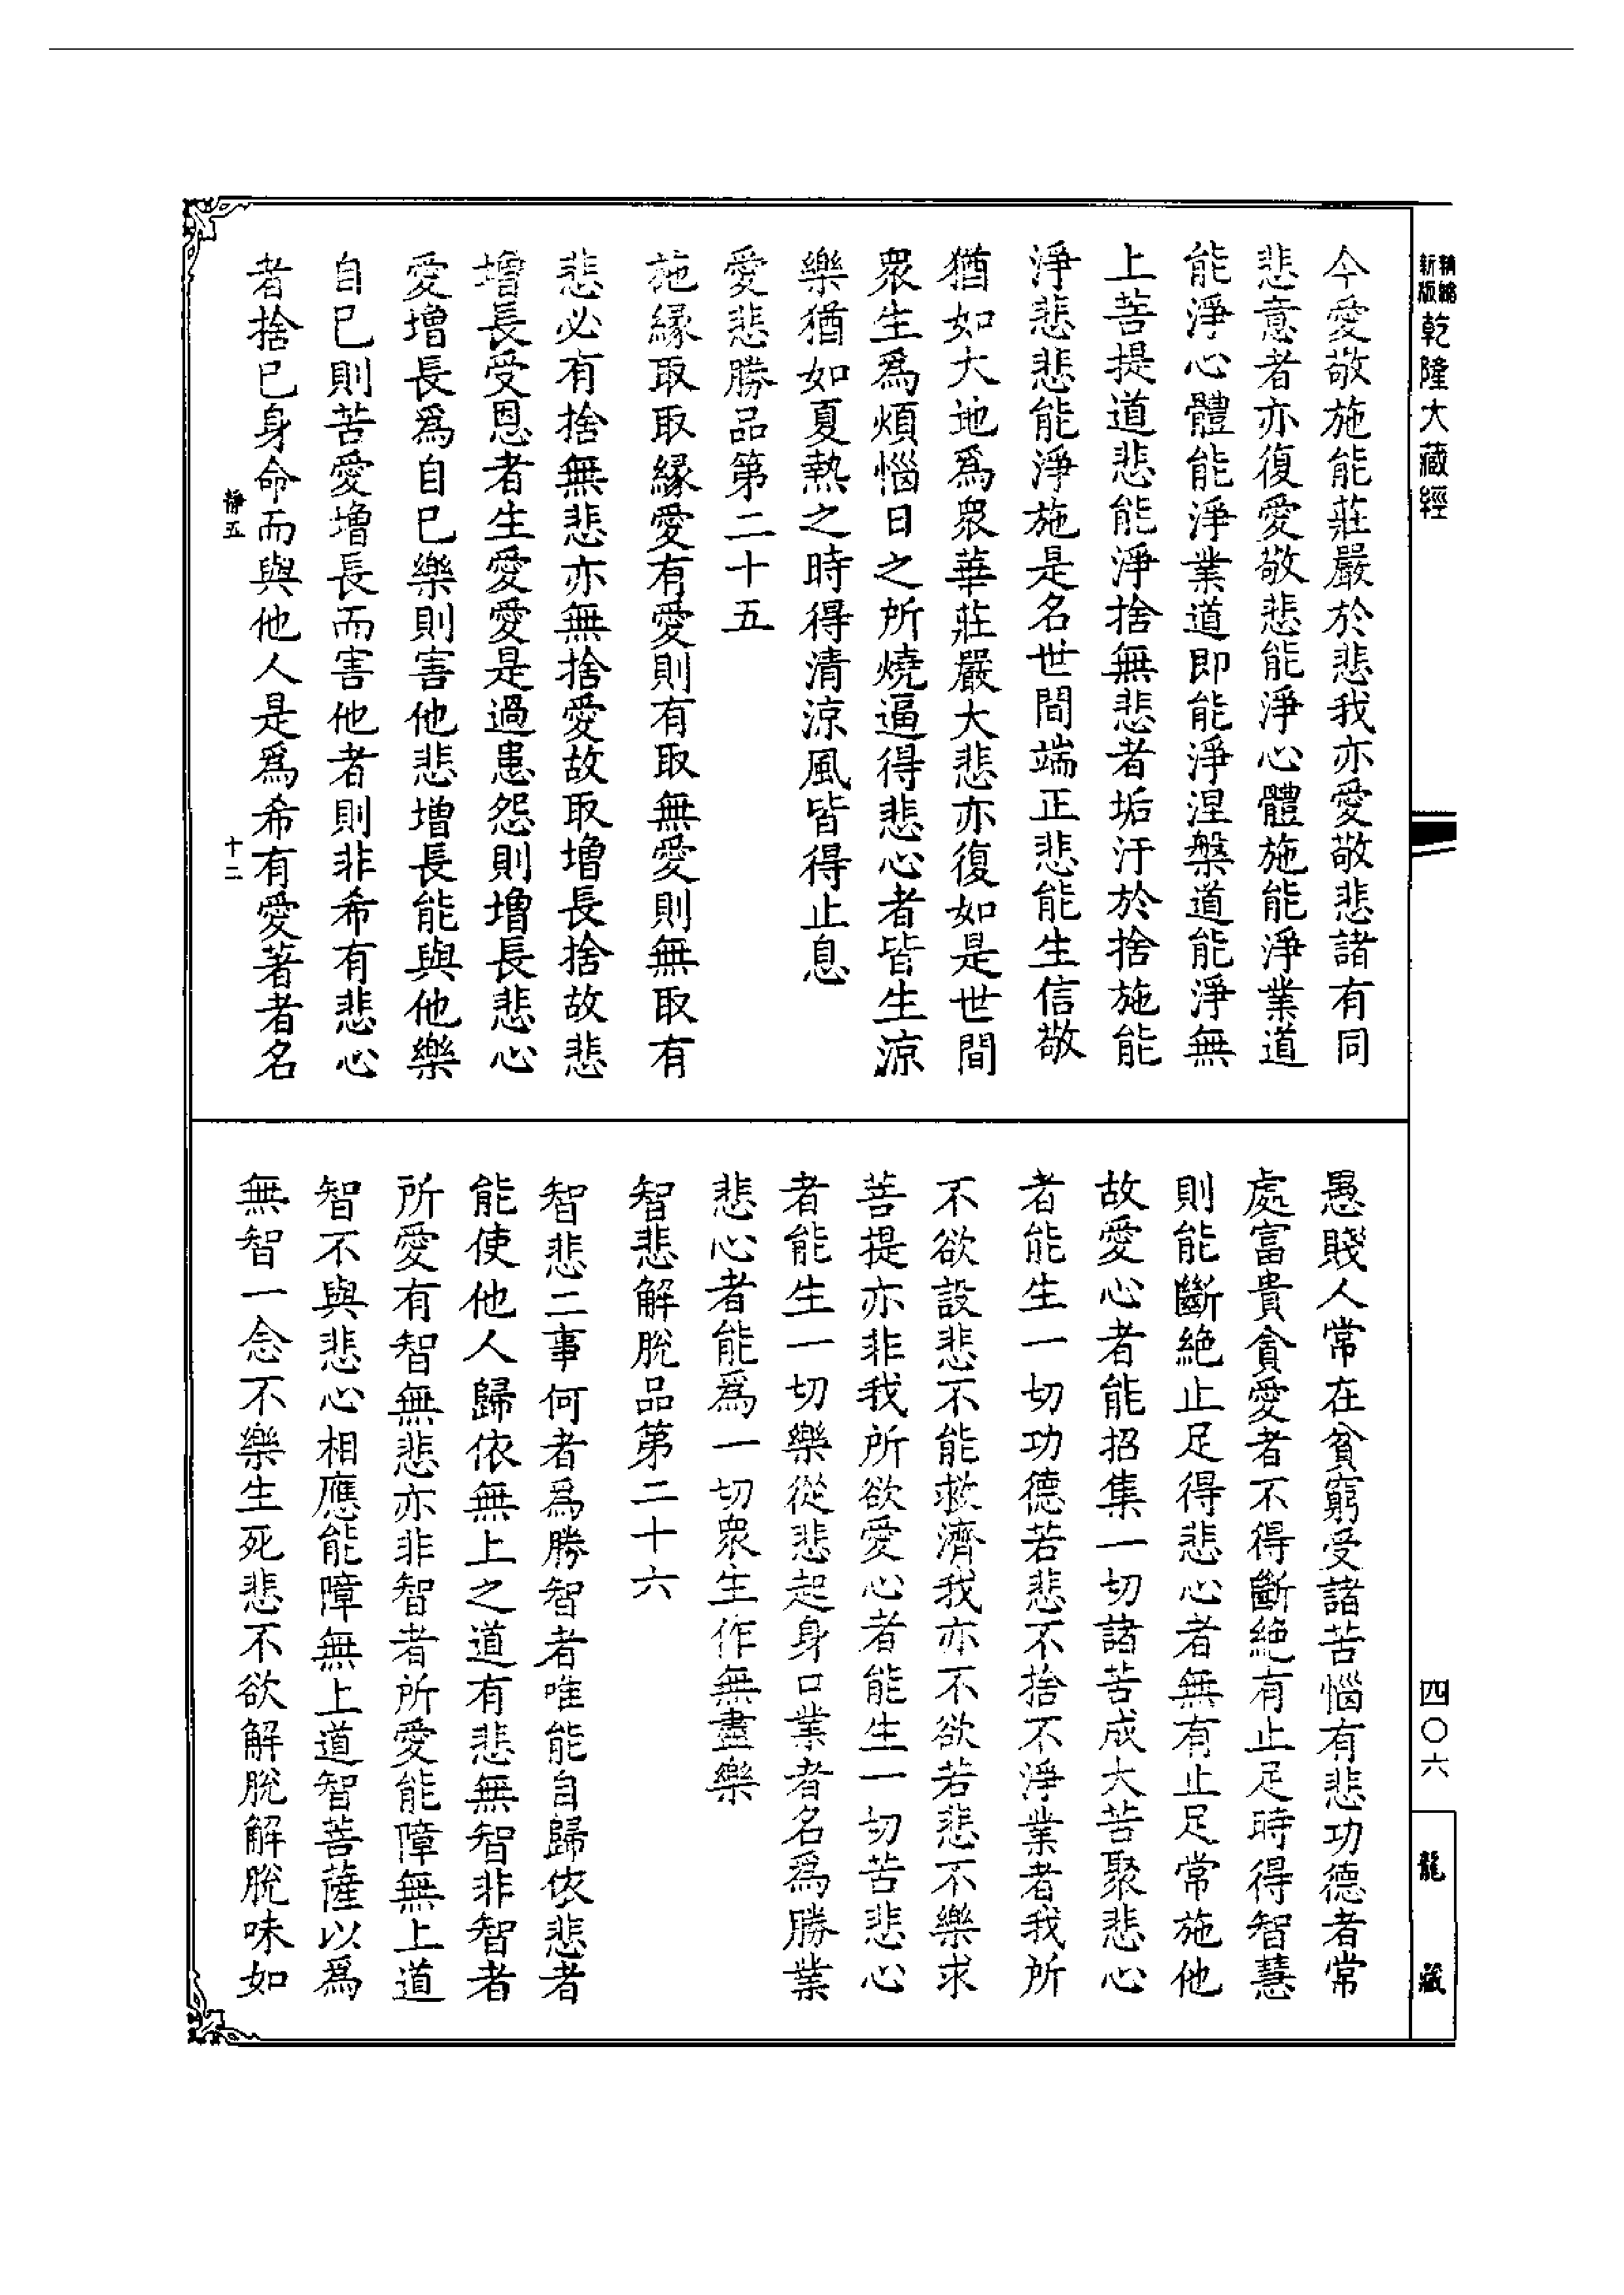 精縮新版乾隆大藏經
今愛敬施能莊嚴於悲我亦愛敬悲諸有同
悲意者亦復愛敬悲能淨心體施能淨業道
能淨心體能淨業道即能淨涅槃道能淨無
上菩提道悲能淨捨無悲者垢汙於捨施能
淨悲悲能淨施是名世間端正悲能生信敬
猶如大地爲眾華莊嚴大悲亦復如是世間
眾生爲煩惱日之所燒逼得悲心者皆生涼
樂猶如夏熱之時得清涼風皆得止息
愛悲勝品第二十五
施緣取取緣愛有愛則有取無愛則無取有
悲必有捨無悲亦無捨愛故取增長捨故悲
增長受恩者生愛愛是過患怨則增長悲心
愛增長爲自已樂則害他悲增長能與他樂
自已則苦愛增長而害他者則非希有悲心
者捨已身命而與他人是爲希有愛著者名
靜五
十二
愚賤人常在貧窮受諸苦惱有悲功德者常
處富貴貪愛者不得斷絕有止足時得智慧
則能斷絕止足得悲心者無有止足常施他
故愛心者能招集一切諸苦成大苦聚悲心
者能生一切功德若悲不捨不淨業者我所
不欲設悲不能救濟我亦不欲若悲不樂求
菩提亦非我所欲愛心者能生一切苦悲心
者能生一切樂從悲起身口業者名爲勝業
悲心者能爲一切眾生作無盡樂
智悲解脫品第二十六
智悲二事何者爲勝智者唯能自歸依悲者
能使他人歸依無上之道有悲無智非智者
所愛有智無悲亦非智者所愛能障無上道
智不與悲心相應能障無上道智菩薩以爲
無智一念不樂生死悲不欲解脫解脫味如
四〇六
龍藏